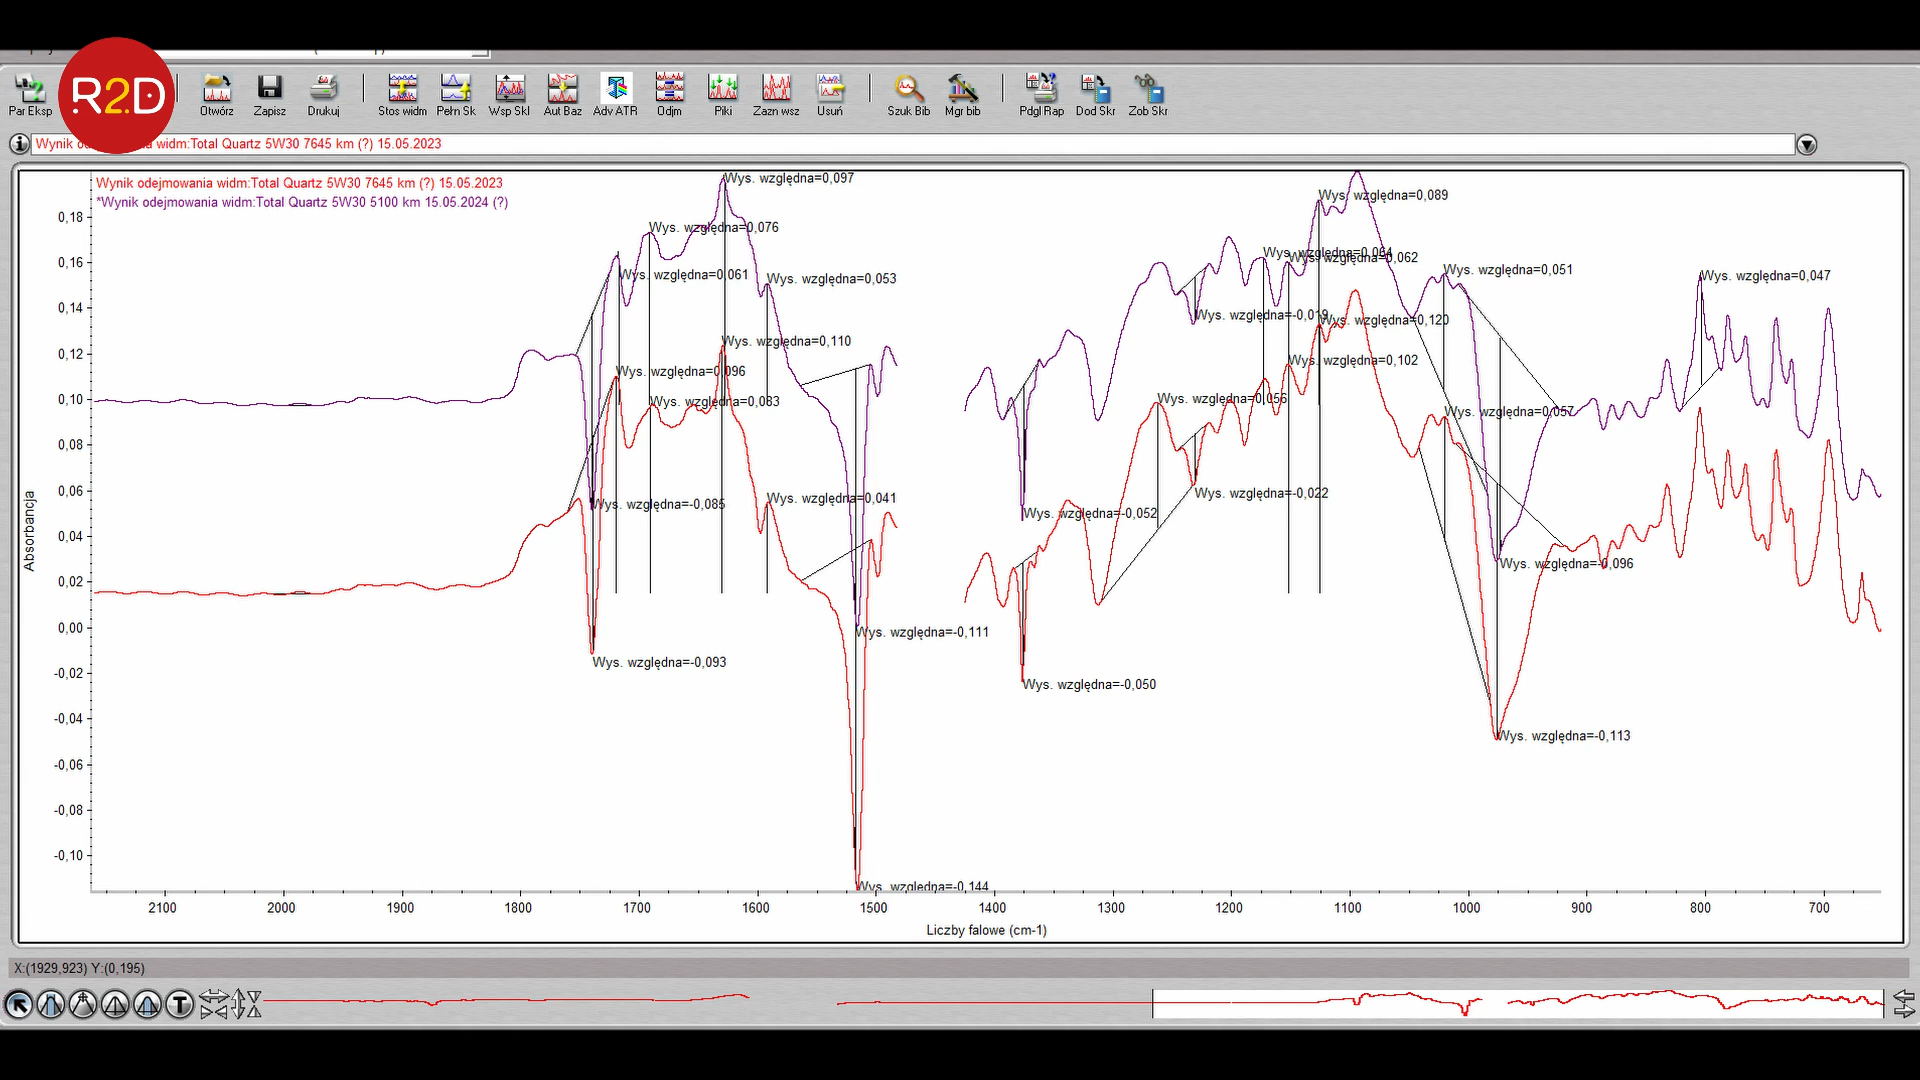 R2D
Par Eksp
Otwórz
Zapisz
Drukuj
Stos widm
Pełn Sk
Wsp Skl
Aut Baz
Adv ATR
Odjm
Piki
Zazn wsz
Usuń
Szuk Bib
Mgr bib
Pdgl Rap
Dod Skr
Zob Skr
Wynik widm:Total Quartz 5W30 7645 km (?) 15.05.2023
Wynik odejmowania widm:Total Quartz 5W30 7645 km (?) 15.05.2023
*Wynik odejmowania widm:Total Quartz 5W30 5100 km 15.05.2024 (?)
Wys. względna=0,097
Wys. względna=0,089
Wys. względna=0,076
Wys. względna=0,064
Wys. względna=0,062
Wys. względna=0,051
Wys. względna=0,061
Wys. względna=0,053
Wys. względna=0,047
Wys. względna=-0,019
Wys. względna=0,120
Wys. względna=0,110
Wys. względna=0,102
Wys. względna=0,096
Wys. względna=0,083
Wys. względna=0,056
Wys. względna=0,057
Wys. względna=-0,085
Wys. względna=0,041
Wys. względna=-0,022
Wys. względna=-0,052
Wys. względna=-0,096
Wys. względna=-0,111
Wys. względna=-0,093
Wys. względna=-0,050
Wys. względna=-0,113
Wys. względna=-0,144
0,18
0,16
0,14
0,12
0,10
0,08
0,06
0,04
0,02
0,00
-0,02
-0,04
-0,06
-0,08
-0,10
Absorbancja
2100 2000 1900 1800 1700 1600 1500 1400 1300 1200 1100 1000 900 800 700
Liczby falowe (cm-1)
X:(1929,923) Y:(0,195)
T